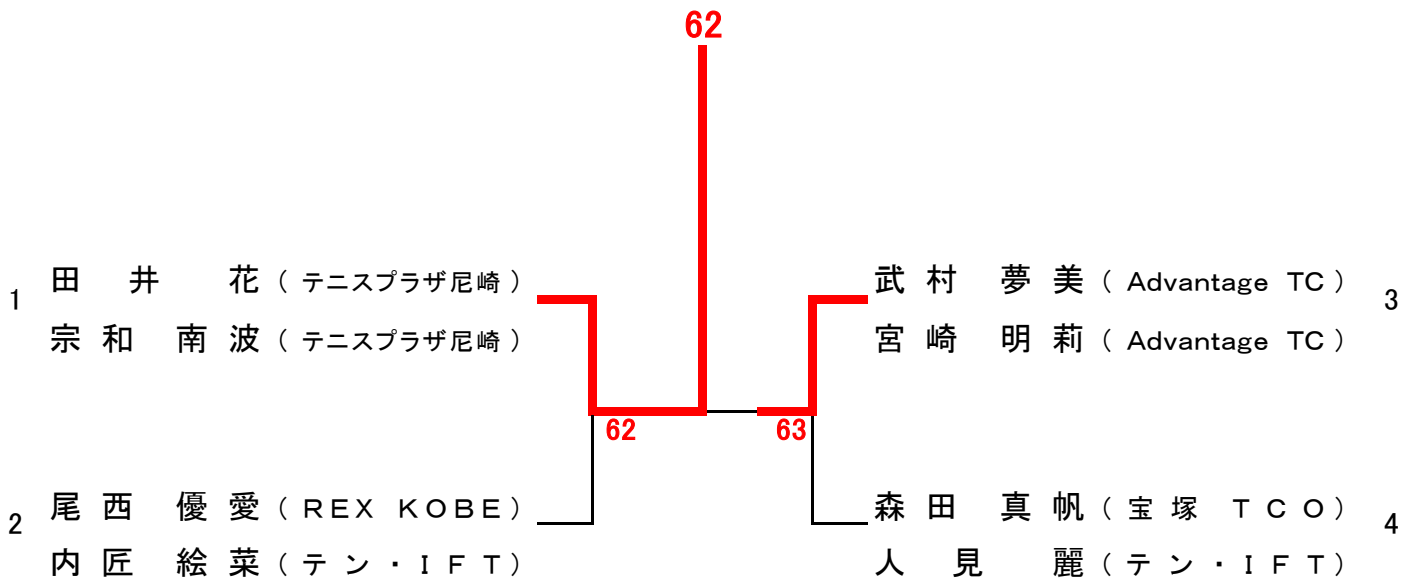 62
1 田井 花(テニスプラザ尼崎)
宗和 南波(テニスプラザ尼崎)
武村 夢美(Advantage TC) 3
宮崎 明莉(Advantage TC)
62 63
2 尾西 優愛(REX KOBE)
内匠 絵菜(テン・IFT)
森田 真帆(宝塚 TCO) 4
人見 麗(テン・IFT)